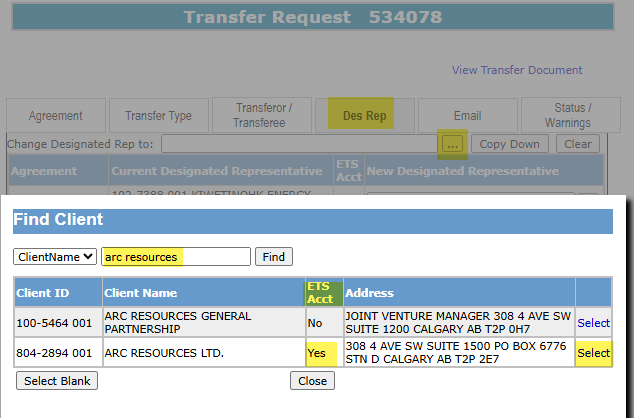 Transfer Request 534078
View Transfer Document
Agreement
Transfer Type
Transferor /
Transferee
Des Rep
Email
Status /
Warnings
Change Designated Rep to:
...
Copy Down
Clear
Agreement
Current Designated Representative
ETS
Acct
New Designated Representative
102-7388 001 KIWETINOHK ENERGY
Find Client
ClientName
arc resources
Find
Client ID
Client Name
ETS
Acct
Address
100-5464 001
ARC RESOURCES GENERAL
PARTNERSHIP
No
JOINT VENTURE MANAGER 308 4 AVE SW
SUITE 1200 CALGARY AB T2P 0H7
Select
804-2894 001
ARC RESOURCES LTD.
Yes
308 4 AVE SW SUITE 1500 PO BOX 6776
STN D CALGARY AB T2P 2E7
Select
Select Blank
Close